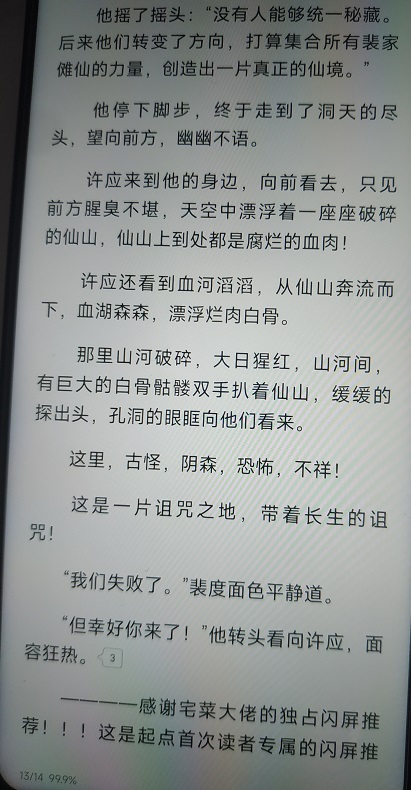 他摇了摇头：“没有人能够统一秘藏。
后来他们转变了方向，打算集合所有裴家
傩仙的力量，创造出一片真正的仙境。”
他停下脚步，终于走到了洞天的尽
头，望向前方，幽幽不语。
许应来到他的身边，向前看去，只见
前方腥臭不堪，天空中漂浮着一座座破碎
的仙山，仙山上到处都是腐烂的血肉！
许应还看到血河滔滔，从仙山奔流而
下，血湖森森，漂浮烂肉白骨。
那里山河破碎，大日猩红，山河间，
有巨大的白骨骷髅双手扒着仙山，缓缓的
探出头，孔洞的眼眶向他们看来。
这里，古怪，阴森，恐怖，不祥！
这是一片诅咒之地，带着长生的诅
咒！
“我们失败了。”裴度面色平静道。
“但幸好你来了！”他转头看向许应，面
容狂热。 3
————感谢宅菜大佬的独占闪屏推
荐！！！这是起点首次读者专属的闪屏推
13/14 99.9%